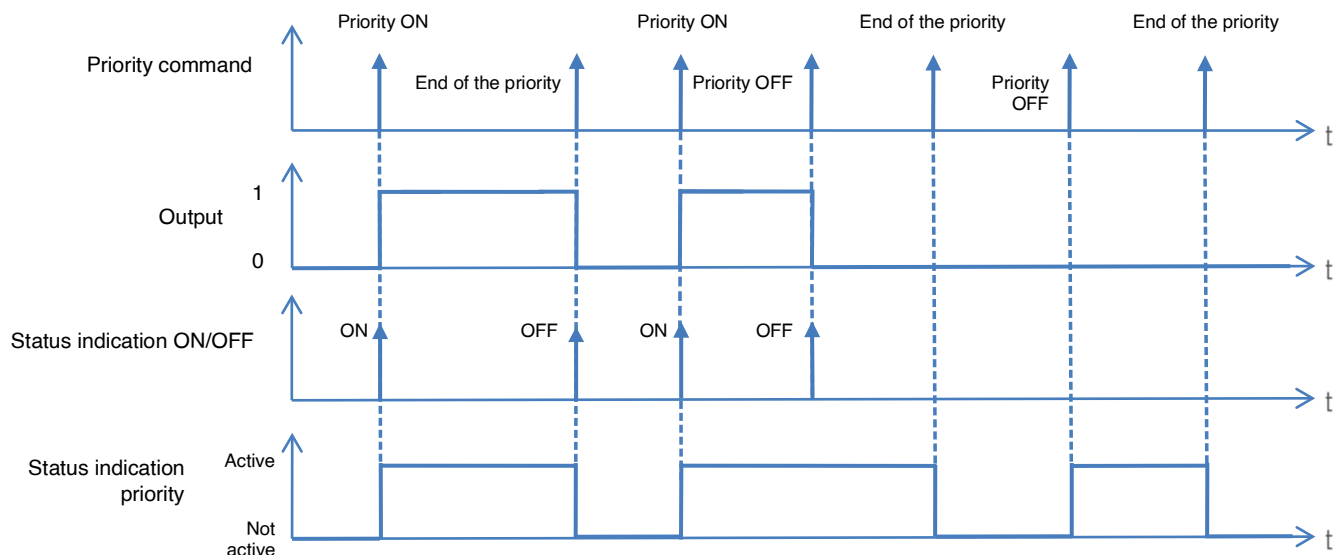 Priority ON
Priority ON
End of the priority
End of the priority
Priority command
End of the priority
Priority OFF
Priority
OFF
t
1
Output
0
t
Status indication ON/OFF
ON
OFF
ON
OFF
t
Status indication
priority
Active
Not
active
t